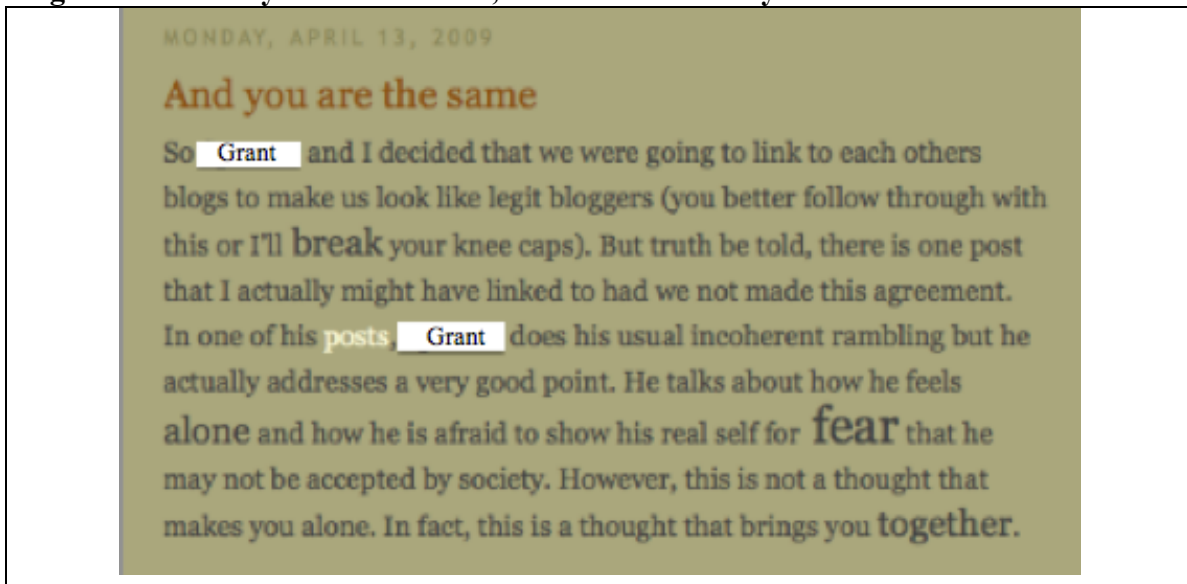 MONDAY, APRIL 13, 2009
And you are the same
So Grant and I decided that we were going to link to each others
blogs to make us look like legit bloggers (you better follow through with
this or I'll break your knee caps). But truth be told, there is one post
that I actually might have linked to had we not made this agreement.
In one of his posts, Grant does his usual incoherent rambling but he
actually addresses a very good point. He talks about how he feels
alone and how he is afraid to show his real self for fear that he
may not be accepted by society. However, this is not a thought that
makes you alone. In fact, this is a thought that brings you together.